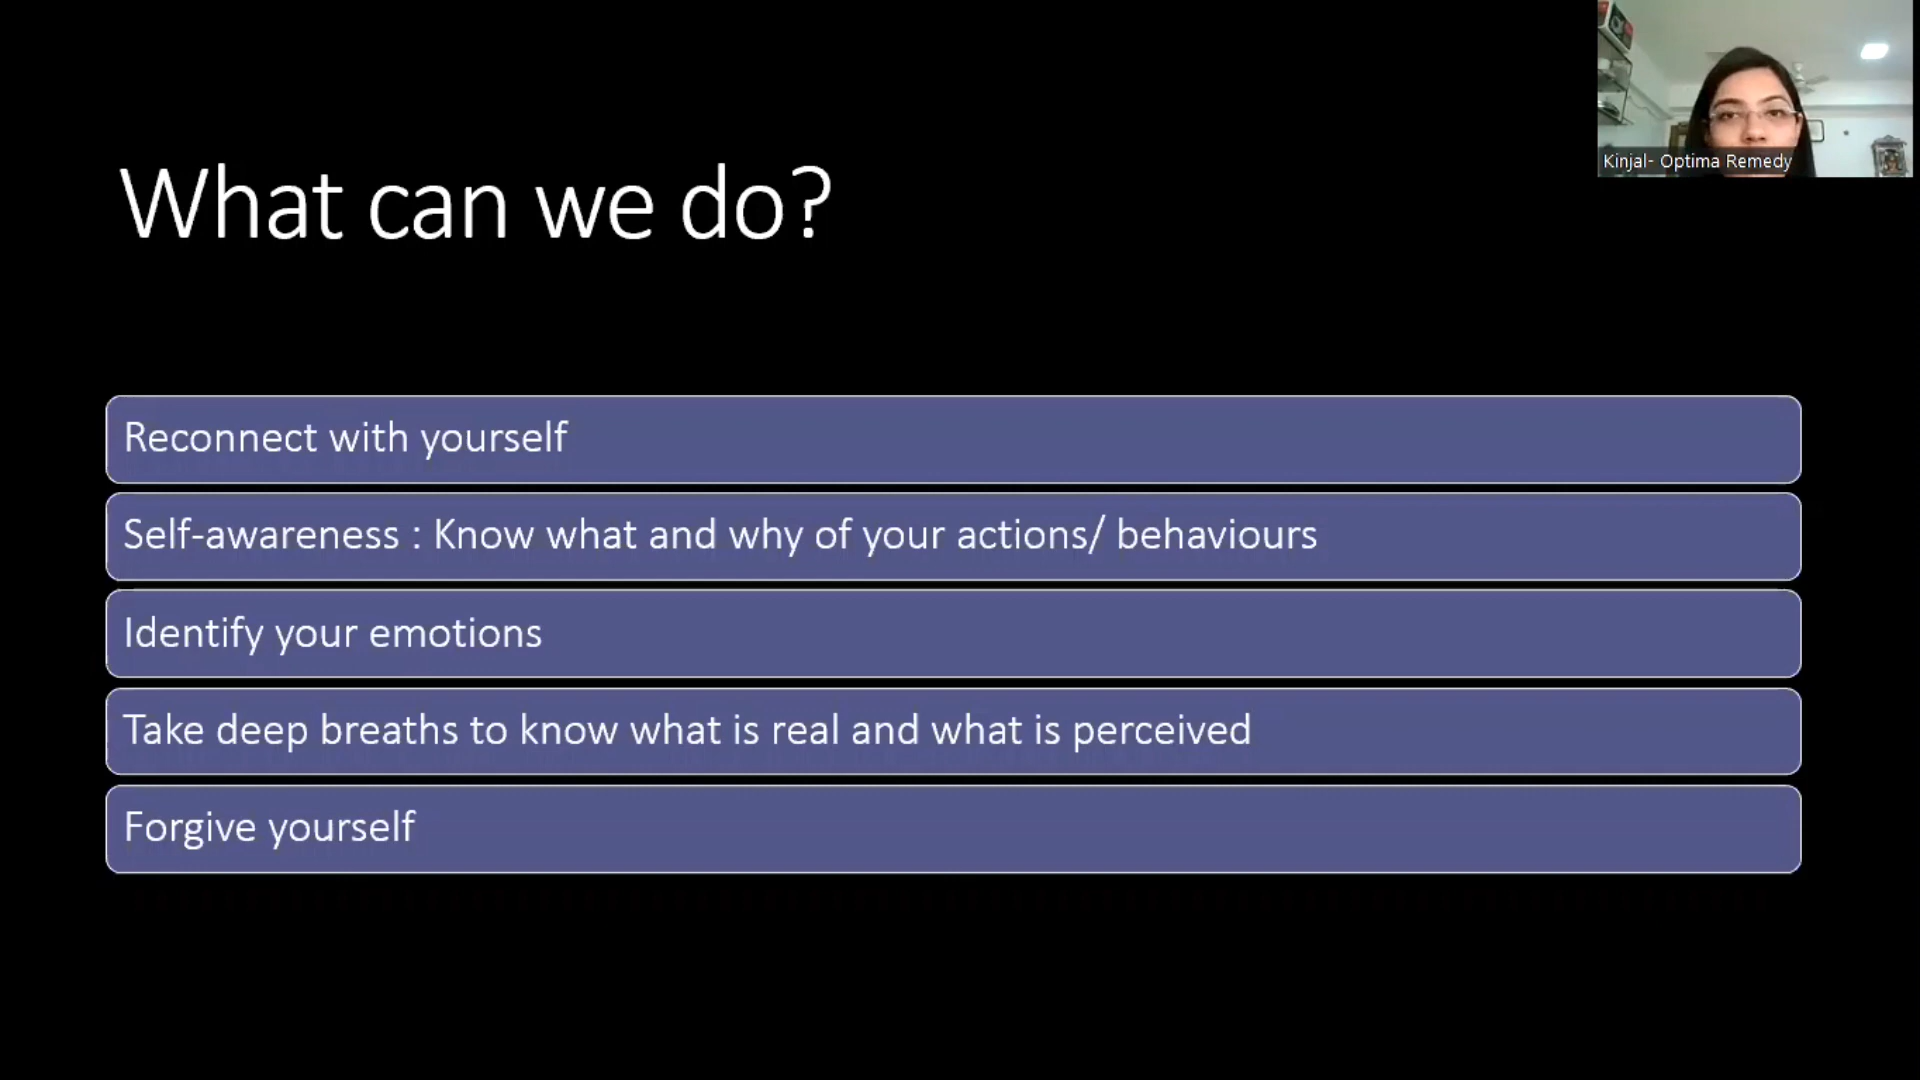 What can we do?
Kinjal- Optima Remedy
Reconnect with yourself
Self-awareness : Know what and why of your actions/ behaviours
Identify your emotions
Take deep breaths to know what is real and what is perceived
Forgive yourself